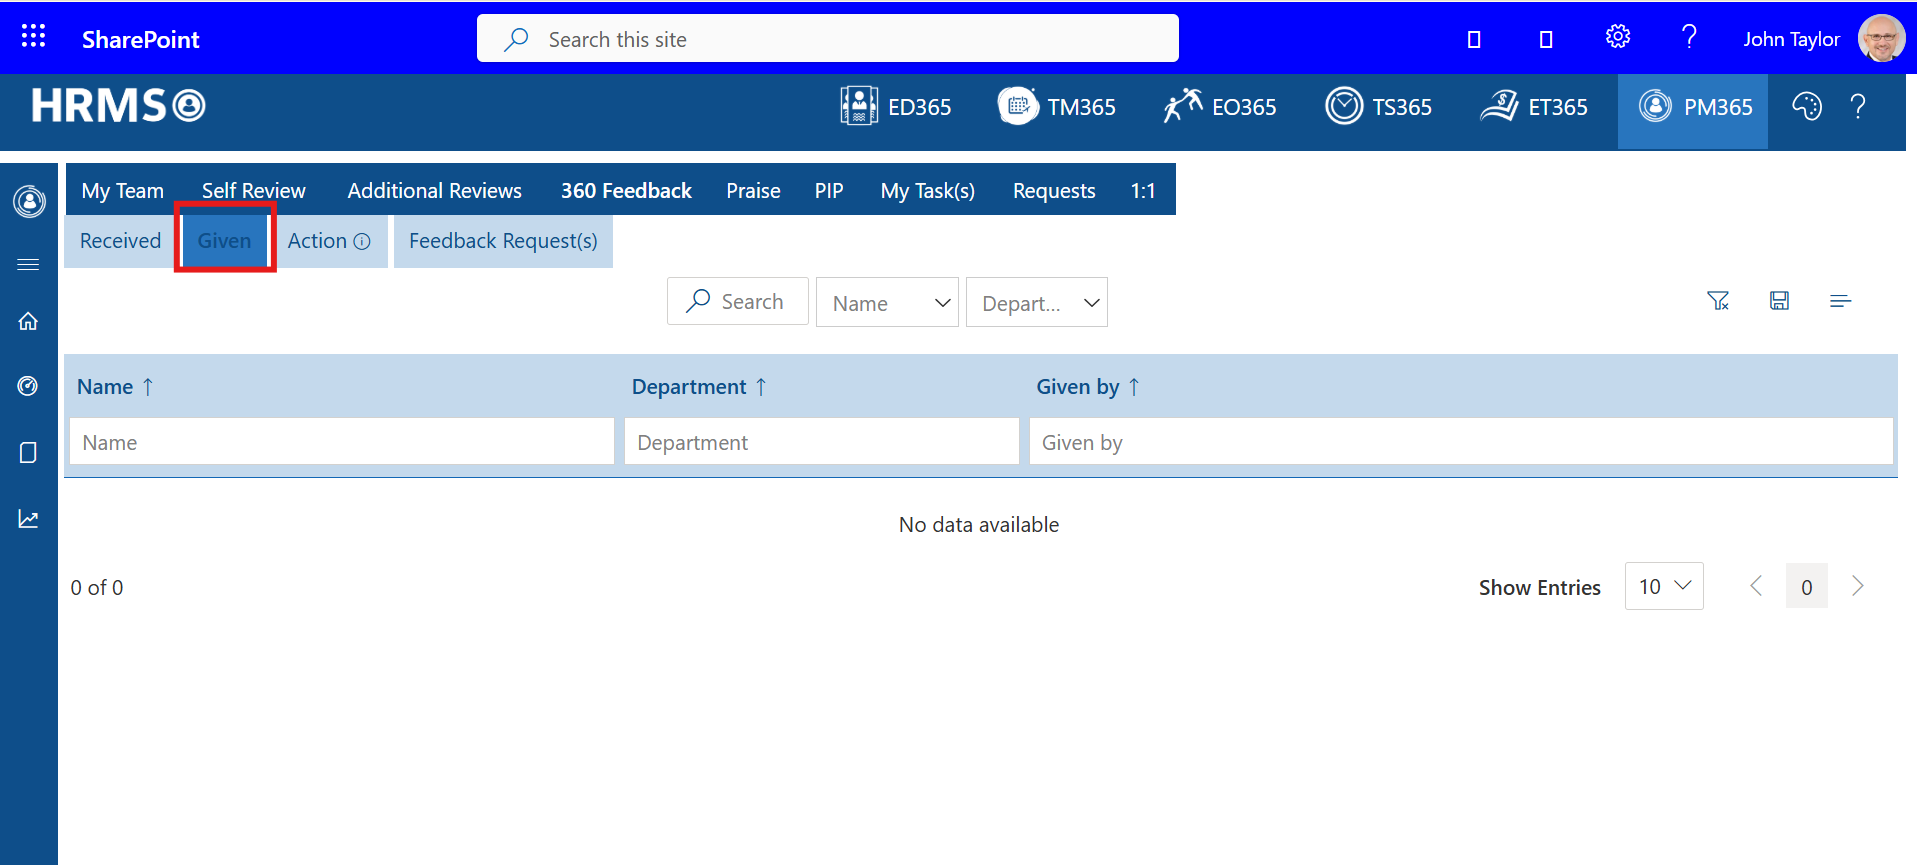 SharePoint Search this site John Taylor
HRMS ED365 TM365 EO365 TS365 ET365 PM365
My Team Self Review Additional Reviews 360 Feedback Praise PIP My Task(s) Requests 1:1
Received Given Action Feedback Request(s)
Search Name Depart...
Name ↑ Department ↑ Given by ↑
Name Department Given by
No data available
0 of 0 Show Entries 10 0